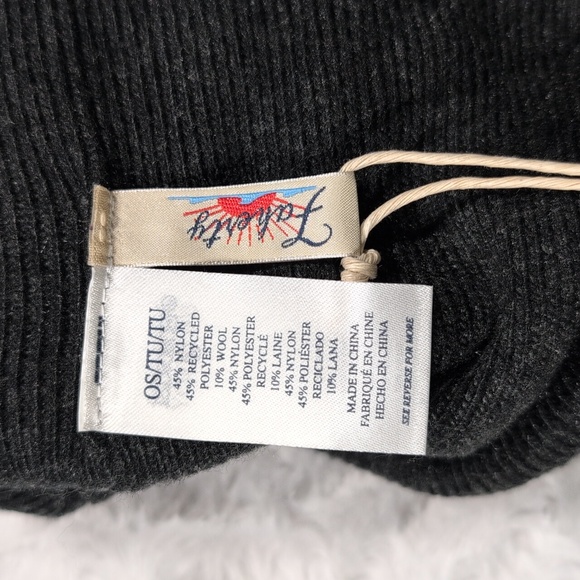 Faherty
OS/TU/TU
45% NYLON
45% RECYCLED
POLYESTER
10% WOOL
45% NYLON
45% POLYESTER
RECYCLÉ
10% LAINE
45% NYLON
45% POLIÉSTER
RECICLADO
10% LANA
MADE IN CHINA
FABRIQUÉ EN CHINE
HECHO EN CHINA
SEE REVERSE FOR MORE